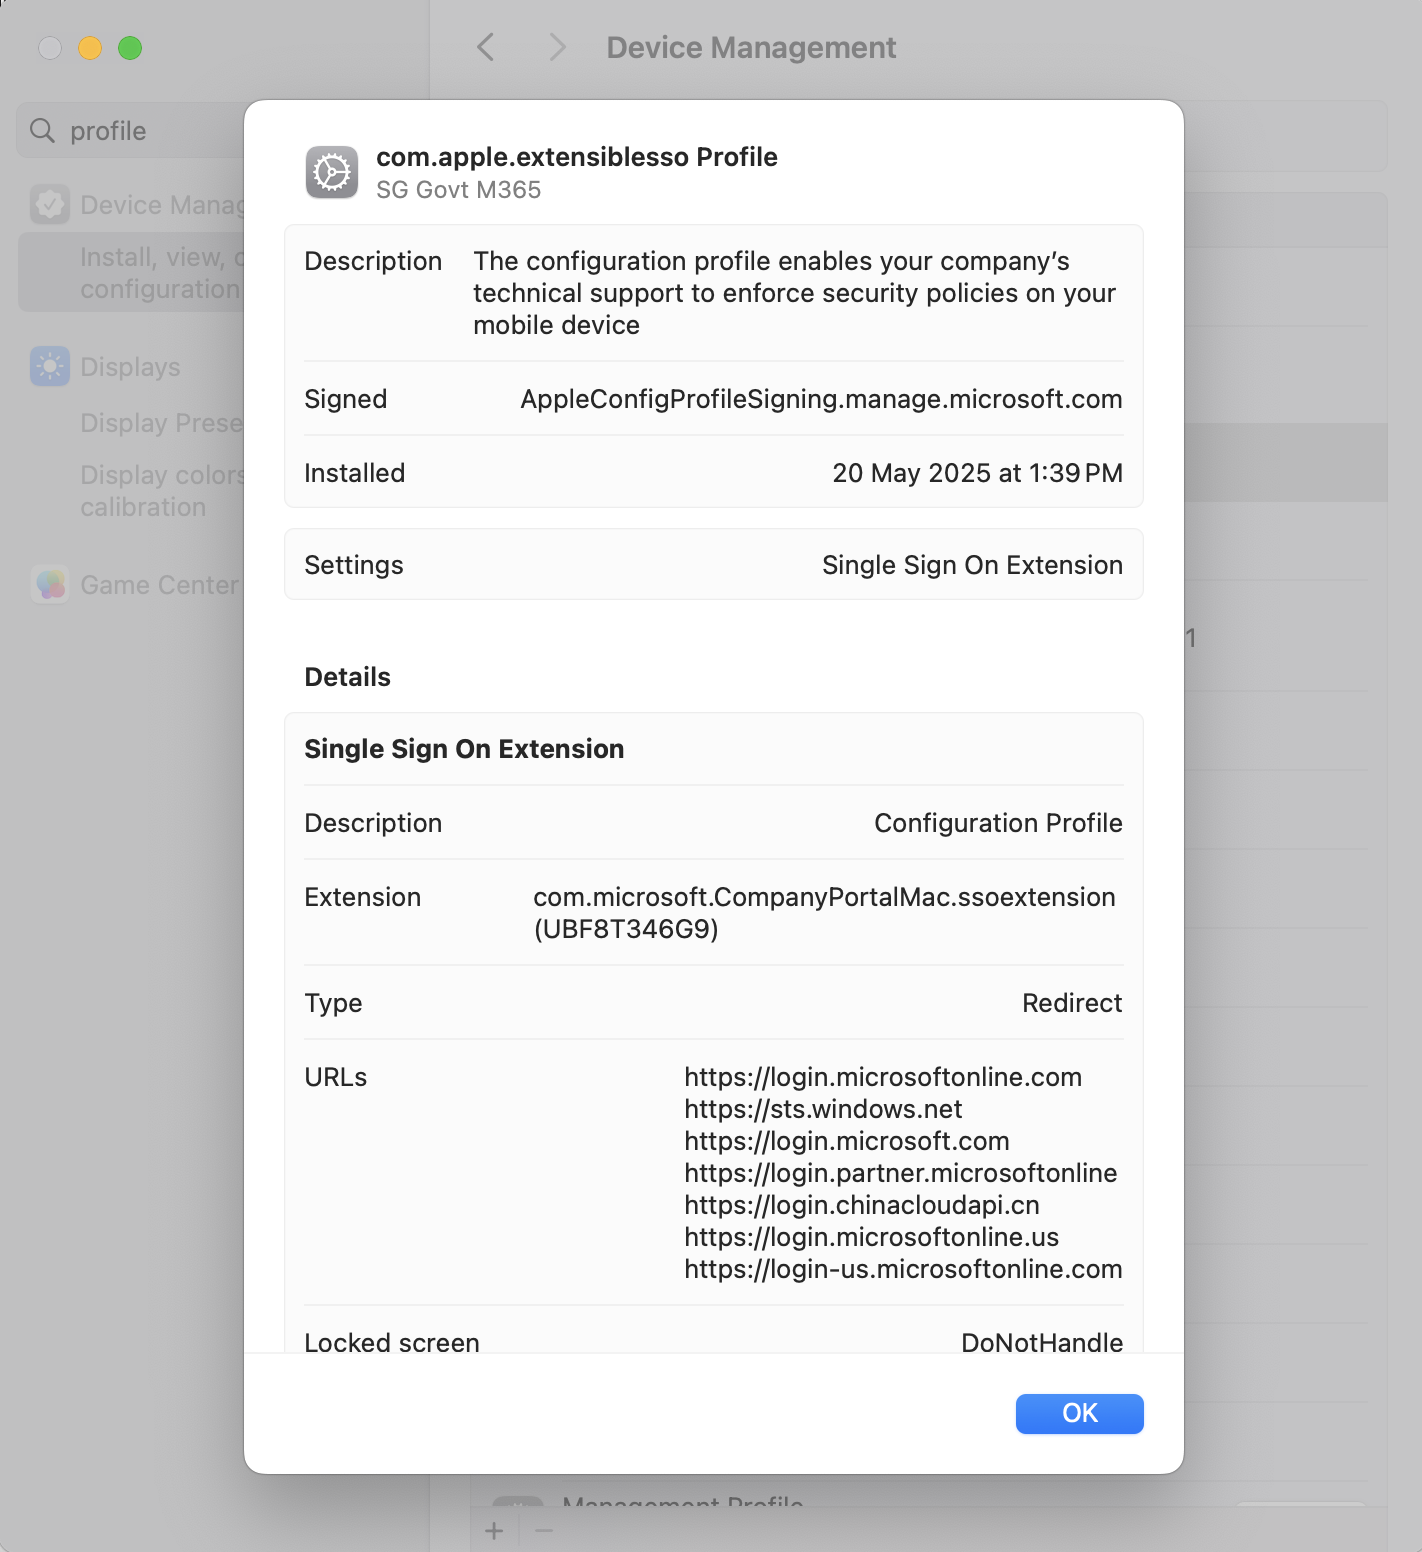 Device Management
profile
Device Manag
Install, view,
configuration
Displays
Display Prese
Display colors
calibration
Game Center
com.apple.extensiblesso Profile
SG Govt M365
Description
The configuration profile enables your company’s
technical support to enforce security policies on your
mobile device
Signed
AppleConfigProfileSigning.manage.microsoft.com
Installed
20 May 2025 at 1:39 PM
Settings
Single Sign On Extension
Details
Single Sign On Extension
Description
Configuration Profile
Extension
com.microsoft.CompanyPortalMac.ssoextension
(UBF8T346G9)
Type
Redirect
URLs
https://login.microsoftonline.com
https://sts.windows.net
https://login.microsoft.com
https://login.partner.microsoftonline
https://login.chinacloudapi.cn
https://login.microsoftonline.us
https://login-us.microsoftonline.com
Locked screen
DoNotHandle
OK
1
Management Profile